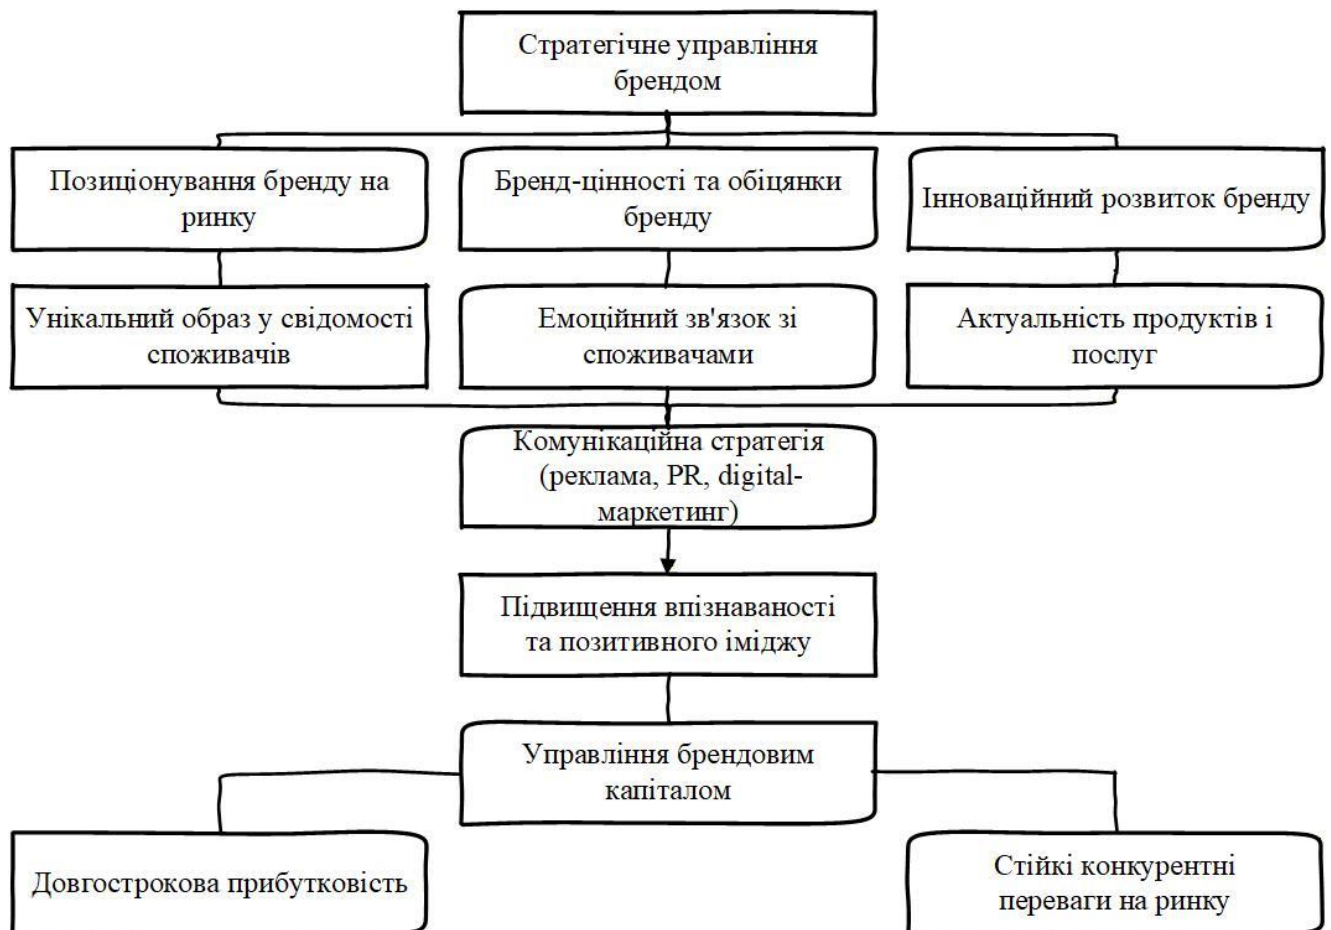 Стратегічне управління
брендом
Позиціонування бренду на
ринку
Бренд-цінності та обіцянки
бренду
Інноваційний розвиток бренду
Унікальний образ у свідомості
споживачів
Емоційний зв'язок зі
споживачами
Актуальність продуктів і
послуг
Комунікаційна стратегія
(реклама, PR, digital-
маркетинг)
Підвищення впізнаваності
та позитивного іміджу
Управління брендовим
капіталом
Довгострокова прибутковість
Стійкі конкурентні
переваги на ринку